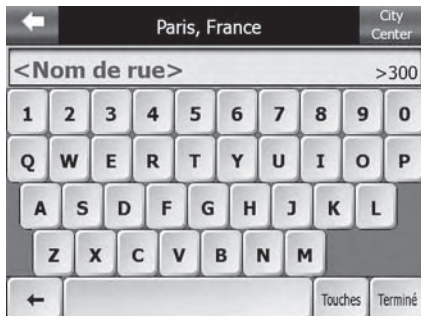 Paris, France
City
Center
<Nom de rue>
>300
1 2 3 4 5 6 7 8 9 0
Q W E R T Y U I O P
A S D F G H J K L
Z X C V B N M
Touches Terminé